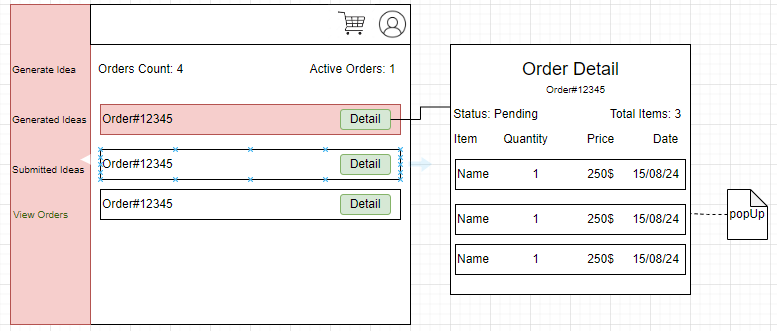 Generate Idea
Orders Count: 4
Active Orders: 1
Generated Ideas
Order#12345
Detail
Submitted Ideas
Order#12345
Detail
View Orders
Order#12345
Detail
Order Detail
Order#12345
Status: Pending
Total Items: 3
Item Quantity Price Date
Name 1 250$ 15/08/24
Name 1 250$ 15/08/24
Name 1 250$ 15/08/24
popUp